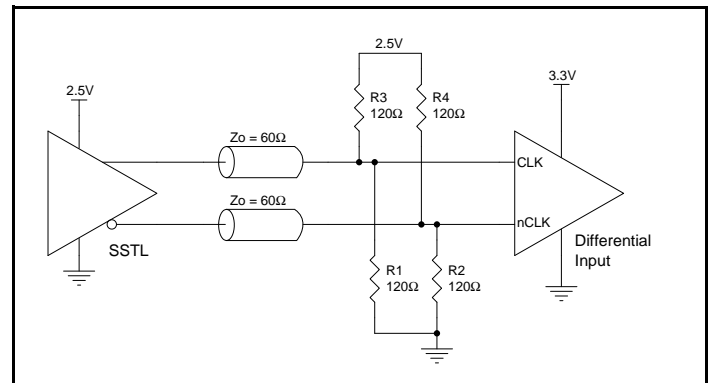 2.5V
3.3V
2.5V
R3
120Ω
R4
120Ω
Zo = 60Ω
CLK
Zo = 60Ω
nCLK
SSTL
Differential
Input
R1
120Ω
R2
120Ω